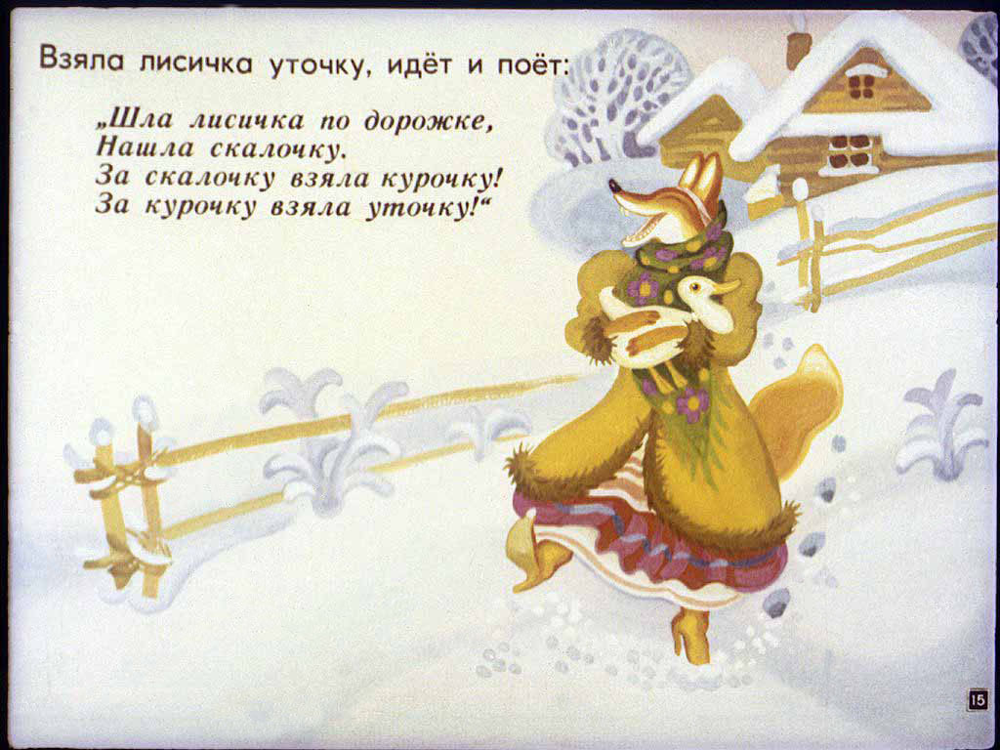 Взяла лисичка уточку, идёт и поёт:
„Шла лисичка по дорожке,
Нашла скалочку.
За скалочку взяла курочку!
За курочку взяла уточку!“
15